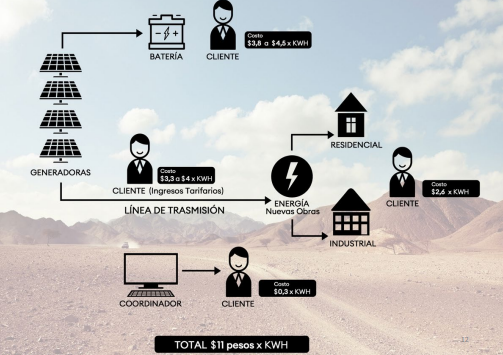 Costo
$3,8 a $4,5 x KWH
BATERÍA
CLIENTE
RESIDENCIAL
GENERADORAS
Costo
$3,3 a $4 x KWH
CLIENTE (Ingresos Tarifarios)
LÍNEA DE TRASMISIÓN
ENERGÍA
Nuevas Obras
Costo
$2,6 x KWH
CLIENTE
INDUSTRIAL
COORDINADOR
CLIENTE
Costo
$0,3 x KWH
TOTAL $11 pesos x KWH
12